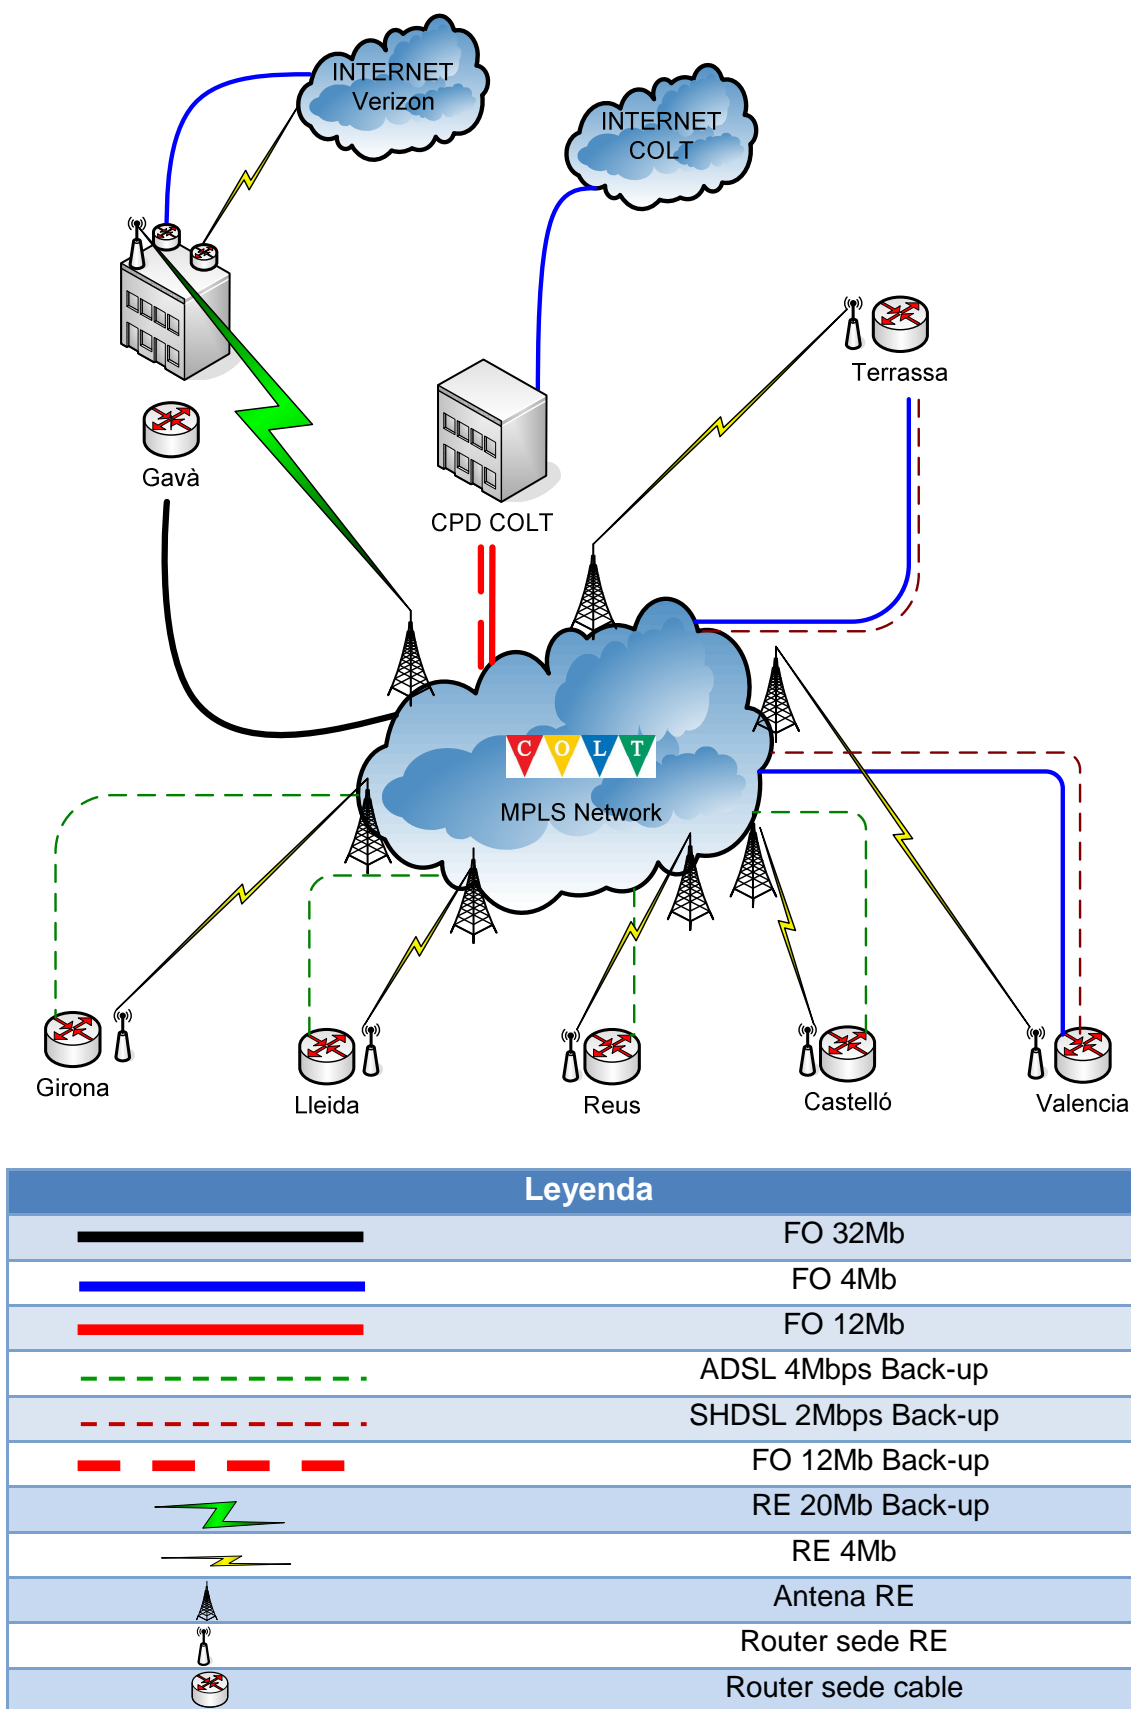 INTERNET
Verizon
INTERNET
COLT
Terrassa
Gavà
CPD COLT
C O L T
MPLS Network
Girona
Lleida
Reus
Castelló
Valencia
Leyenda
FO 32Mb
FO 4Mb
FO 12Mb
ADSL 4Mbps Back-up
SHDSL 2Mbps Back-up
FO 12Mb Back-up
RE 20Mb Back-up
RE 4Mb
Antena RE
Router sede RE
Router sede cable